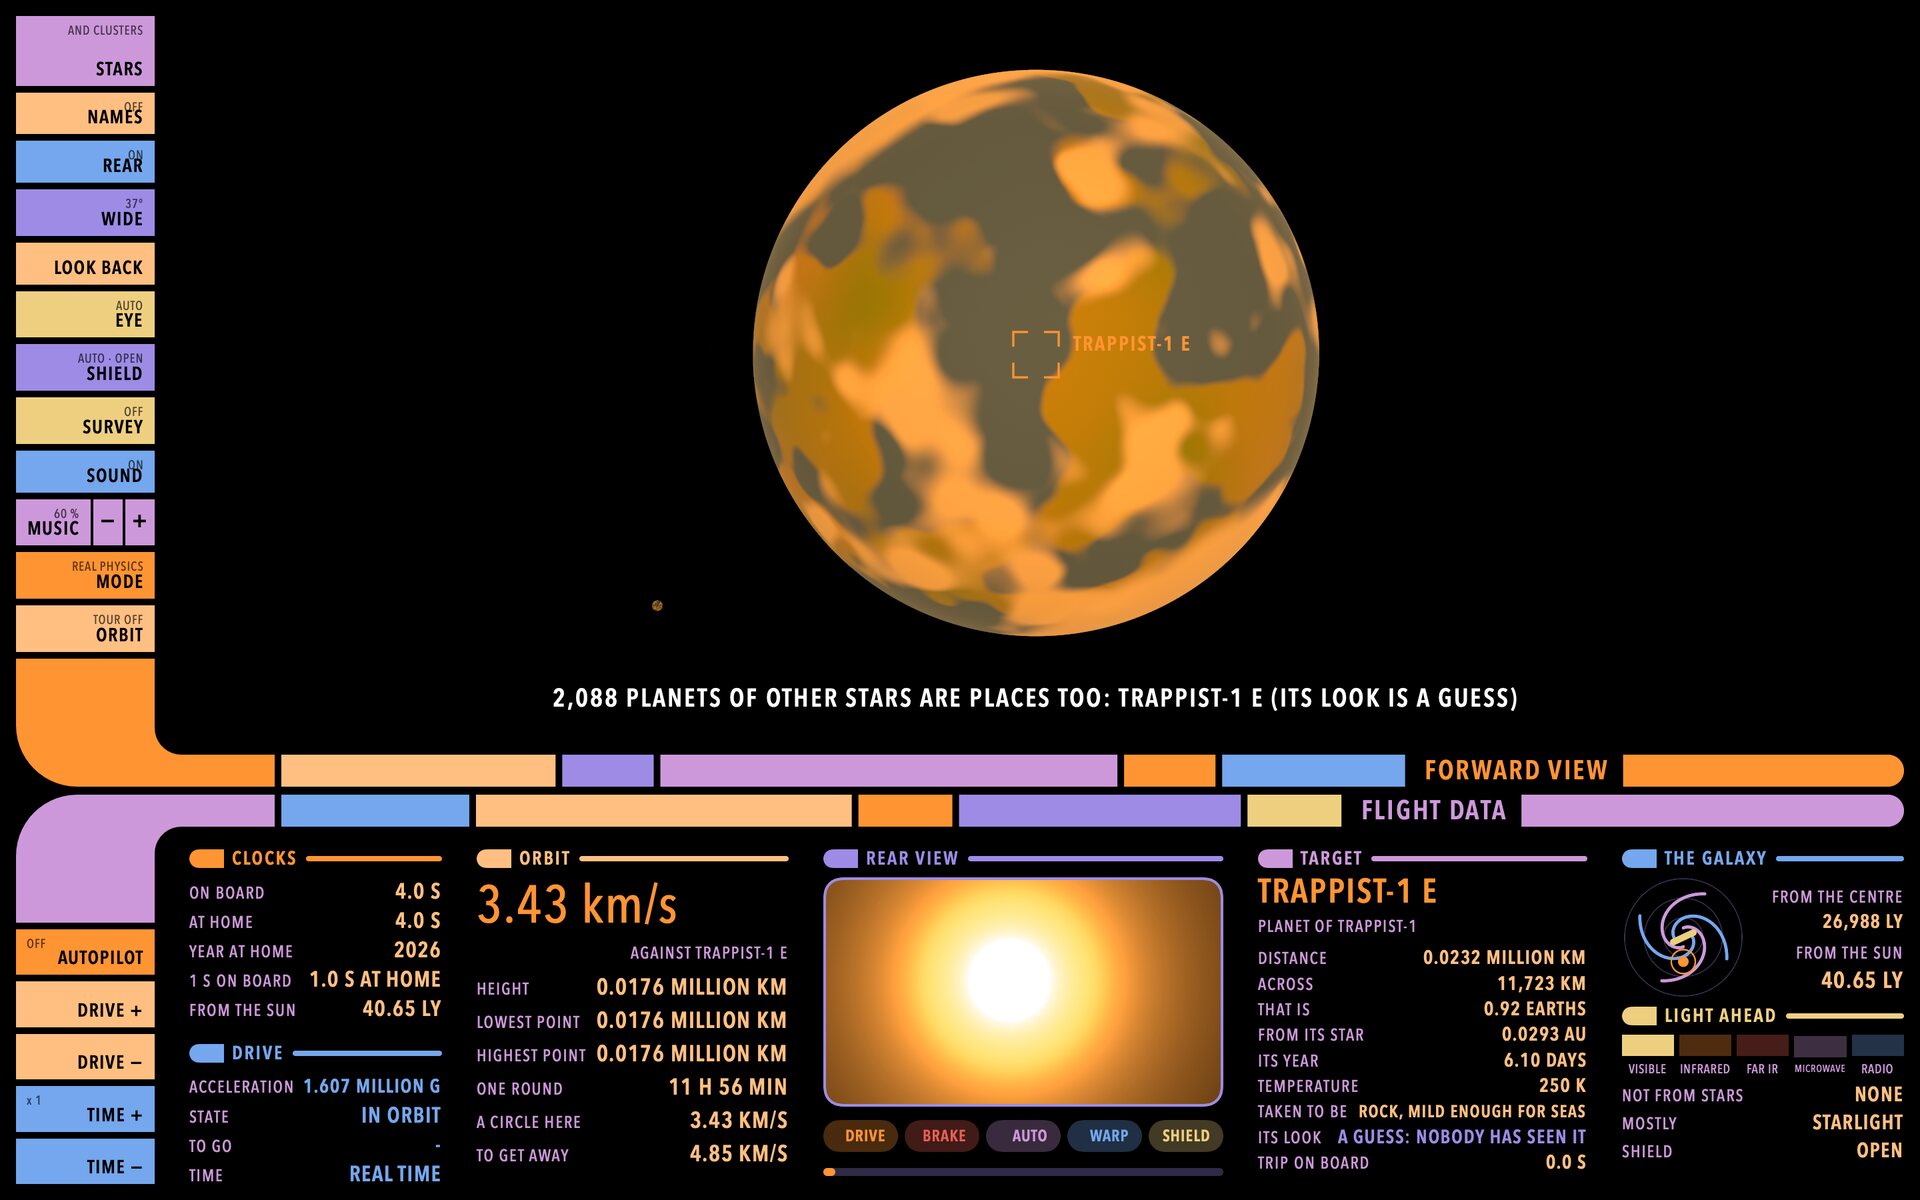 AND CLUSTERS
STARS
OFF
NAMES
ON
REAR
37°
WIDE
LOOK BACK
AUTO
EYE
AUTO · OPEN
SHIELD
OFF
SURVEY
ON
SOUND
60 %
MUSIC − +
REAL PHYSICS
MODE
TOUR OFF
ORBIT
TRAPPIST-1 E
2,088 PLANETS OF OTHER STARS ARE PLACES TOO: TRAPPIST-1 E (ITS LOOK IS A GUESS)
FORWARD VIEW
FLIGHT DATA
OFF
AUTOPILOT
DRIVE +
DRIVE −
x 1
TIME +
TIME −
CLOCKS
ON BOARD 4.0 S
AT HOME 4.0 S
YEAR AT HOME 2026
1 S ON BOARD 1.0 S AT HOME
FROM THE SUN 40.65 LY
DRIVE
ACCELERATION 1.607 MILLION G
STATE IN ORBIT
TO GO -
TIME REAL TIME
ORBIT
3.43 km/s
AGAINST TRAPPIST-1 E
HEIGHT 0.0176 MILLION KM
LOWEST POINT 0.0176 MILLION KM
HIGHEST POINT 0.0176 MILLION KM
ONE ROUND 11 H 56 MIN
A CIRCLE HERE 3.43 KM/S
TO GET AWAY 4.85 KM/S
REAR VIEW
DRIVE BRAKE AUTO WARP SHIELD
TARGET
TRAPPIST-1 E
PLANET OF TRAPPIST-1
DISTANCE 0.0232 MILLION KM
ACROSS 11,723 KM
THAT IS 0.92 EARTHS
FROM ITS STAR 0.0293 AU
ITS YEAR 6.10 DAYS
TEMPERATURE 250 K
TAKEN TO BE ROCK, MILD ENOUGH FOR SEAS
ITS LOOK A GUESS: NOBODY HAS SEEN IT
TRIP ON BOARD 0.0 S
THE GALAXY
FROM THE CENTRE
26,988 LY
FROM THE SUN
40.65 LY
LIGHT AHEAD
VISIBLE INFRARED FAR IR MICROWAVE RADIO
NOT FROM STARS NONE
MOSTLY STARLIGHT
SHIELD OPEN